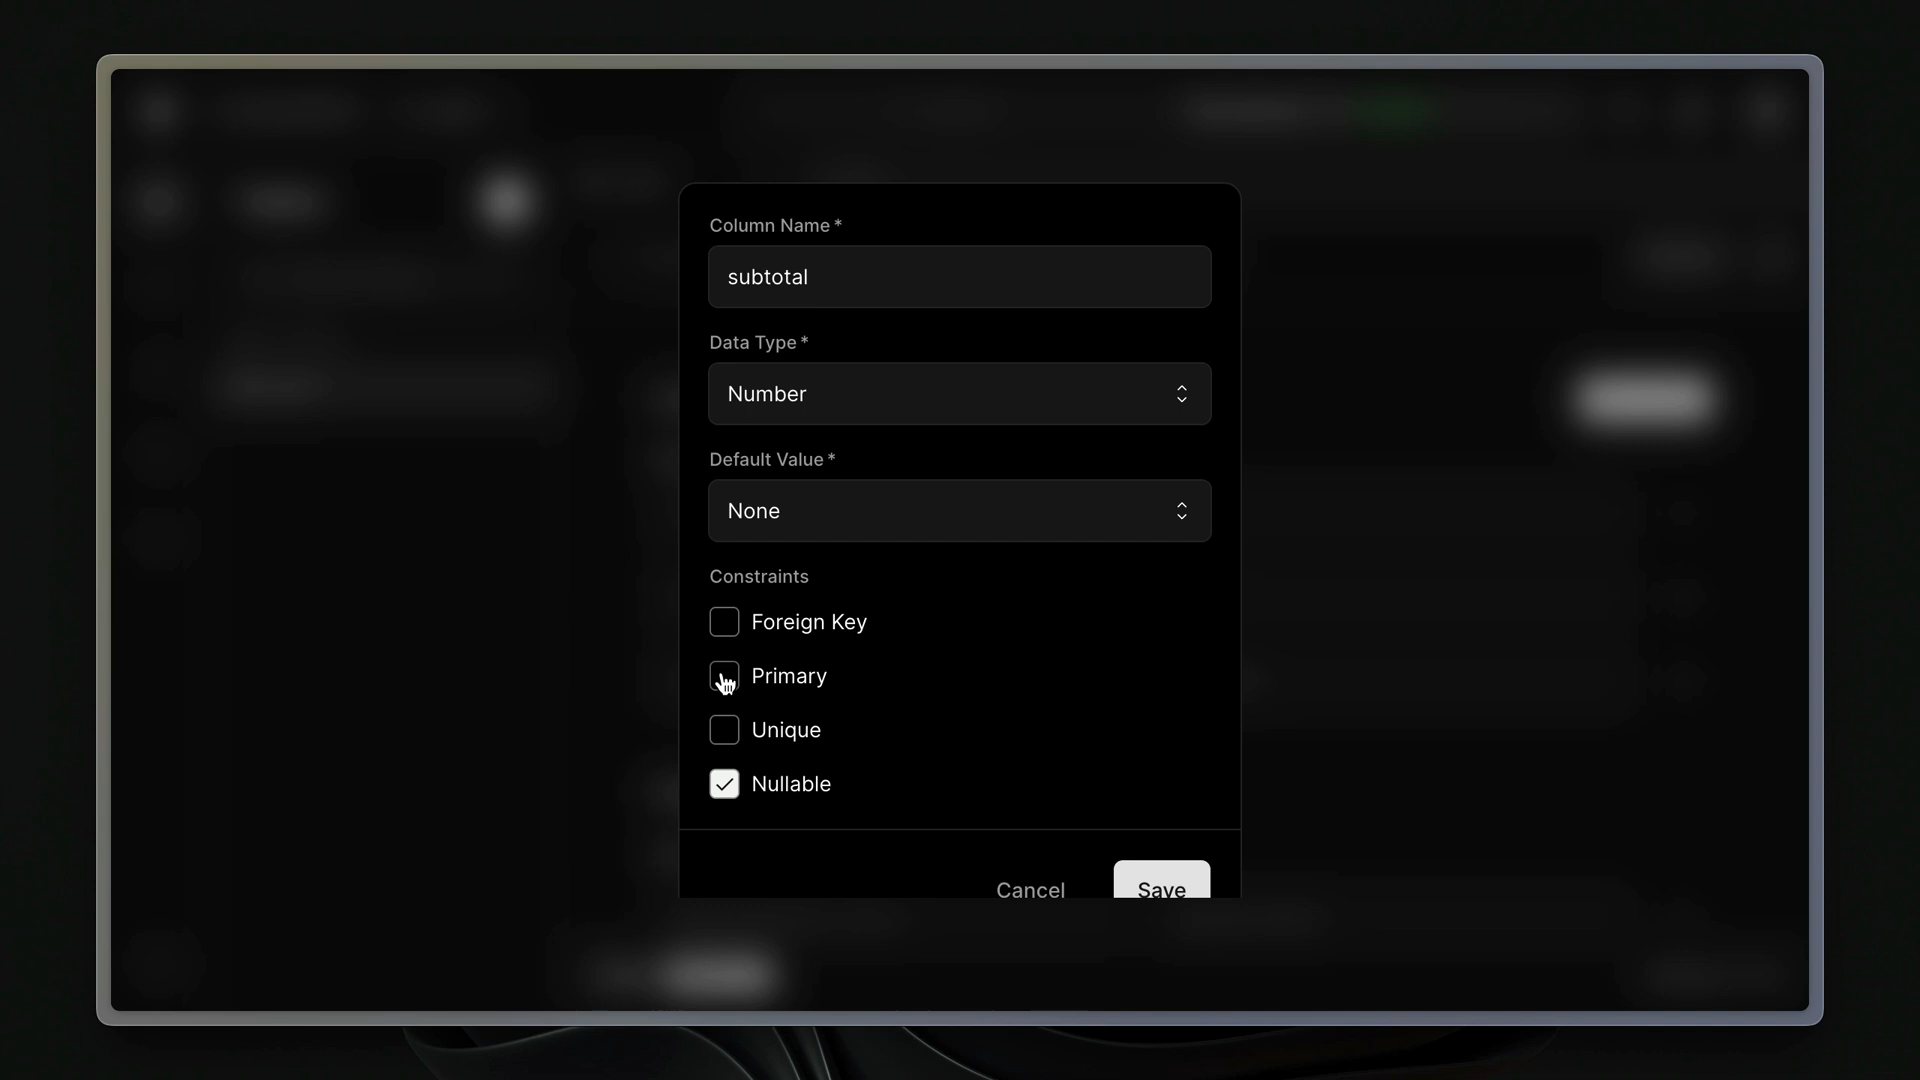 Column Name *
subtotal
Data Type *
Number
Default Value *
None
Constraints
Foreign Key
Primary
Unique
Nullable
Cancel
Save